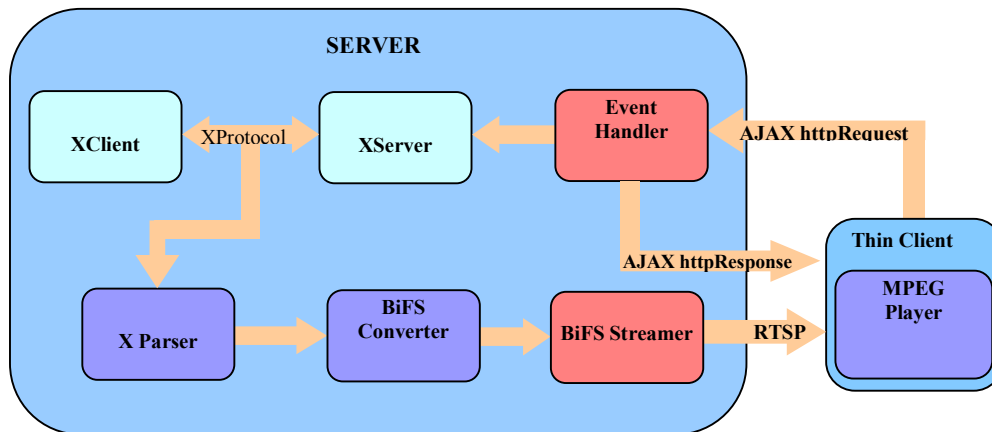 SERVER
XClient
XProtocol
XServer
Event
Handler
AJAX httpRequest
AJAX httpResponse
Thin Client
MPEG
Player
X Parser
BiFS
Converter
BiFS Streamer
RTSP